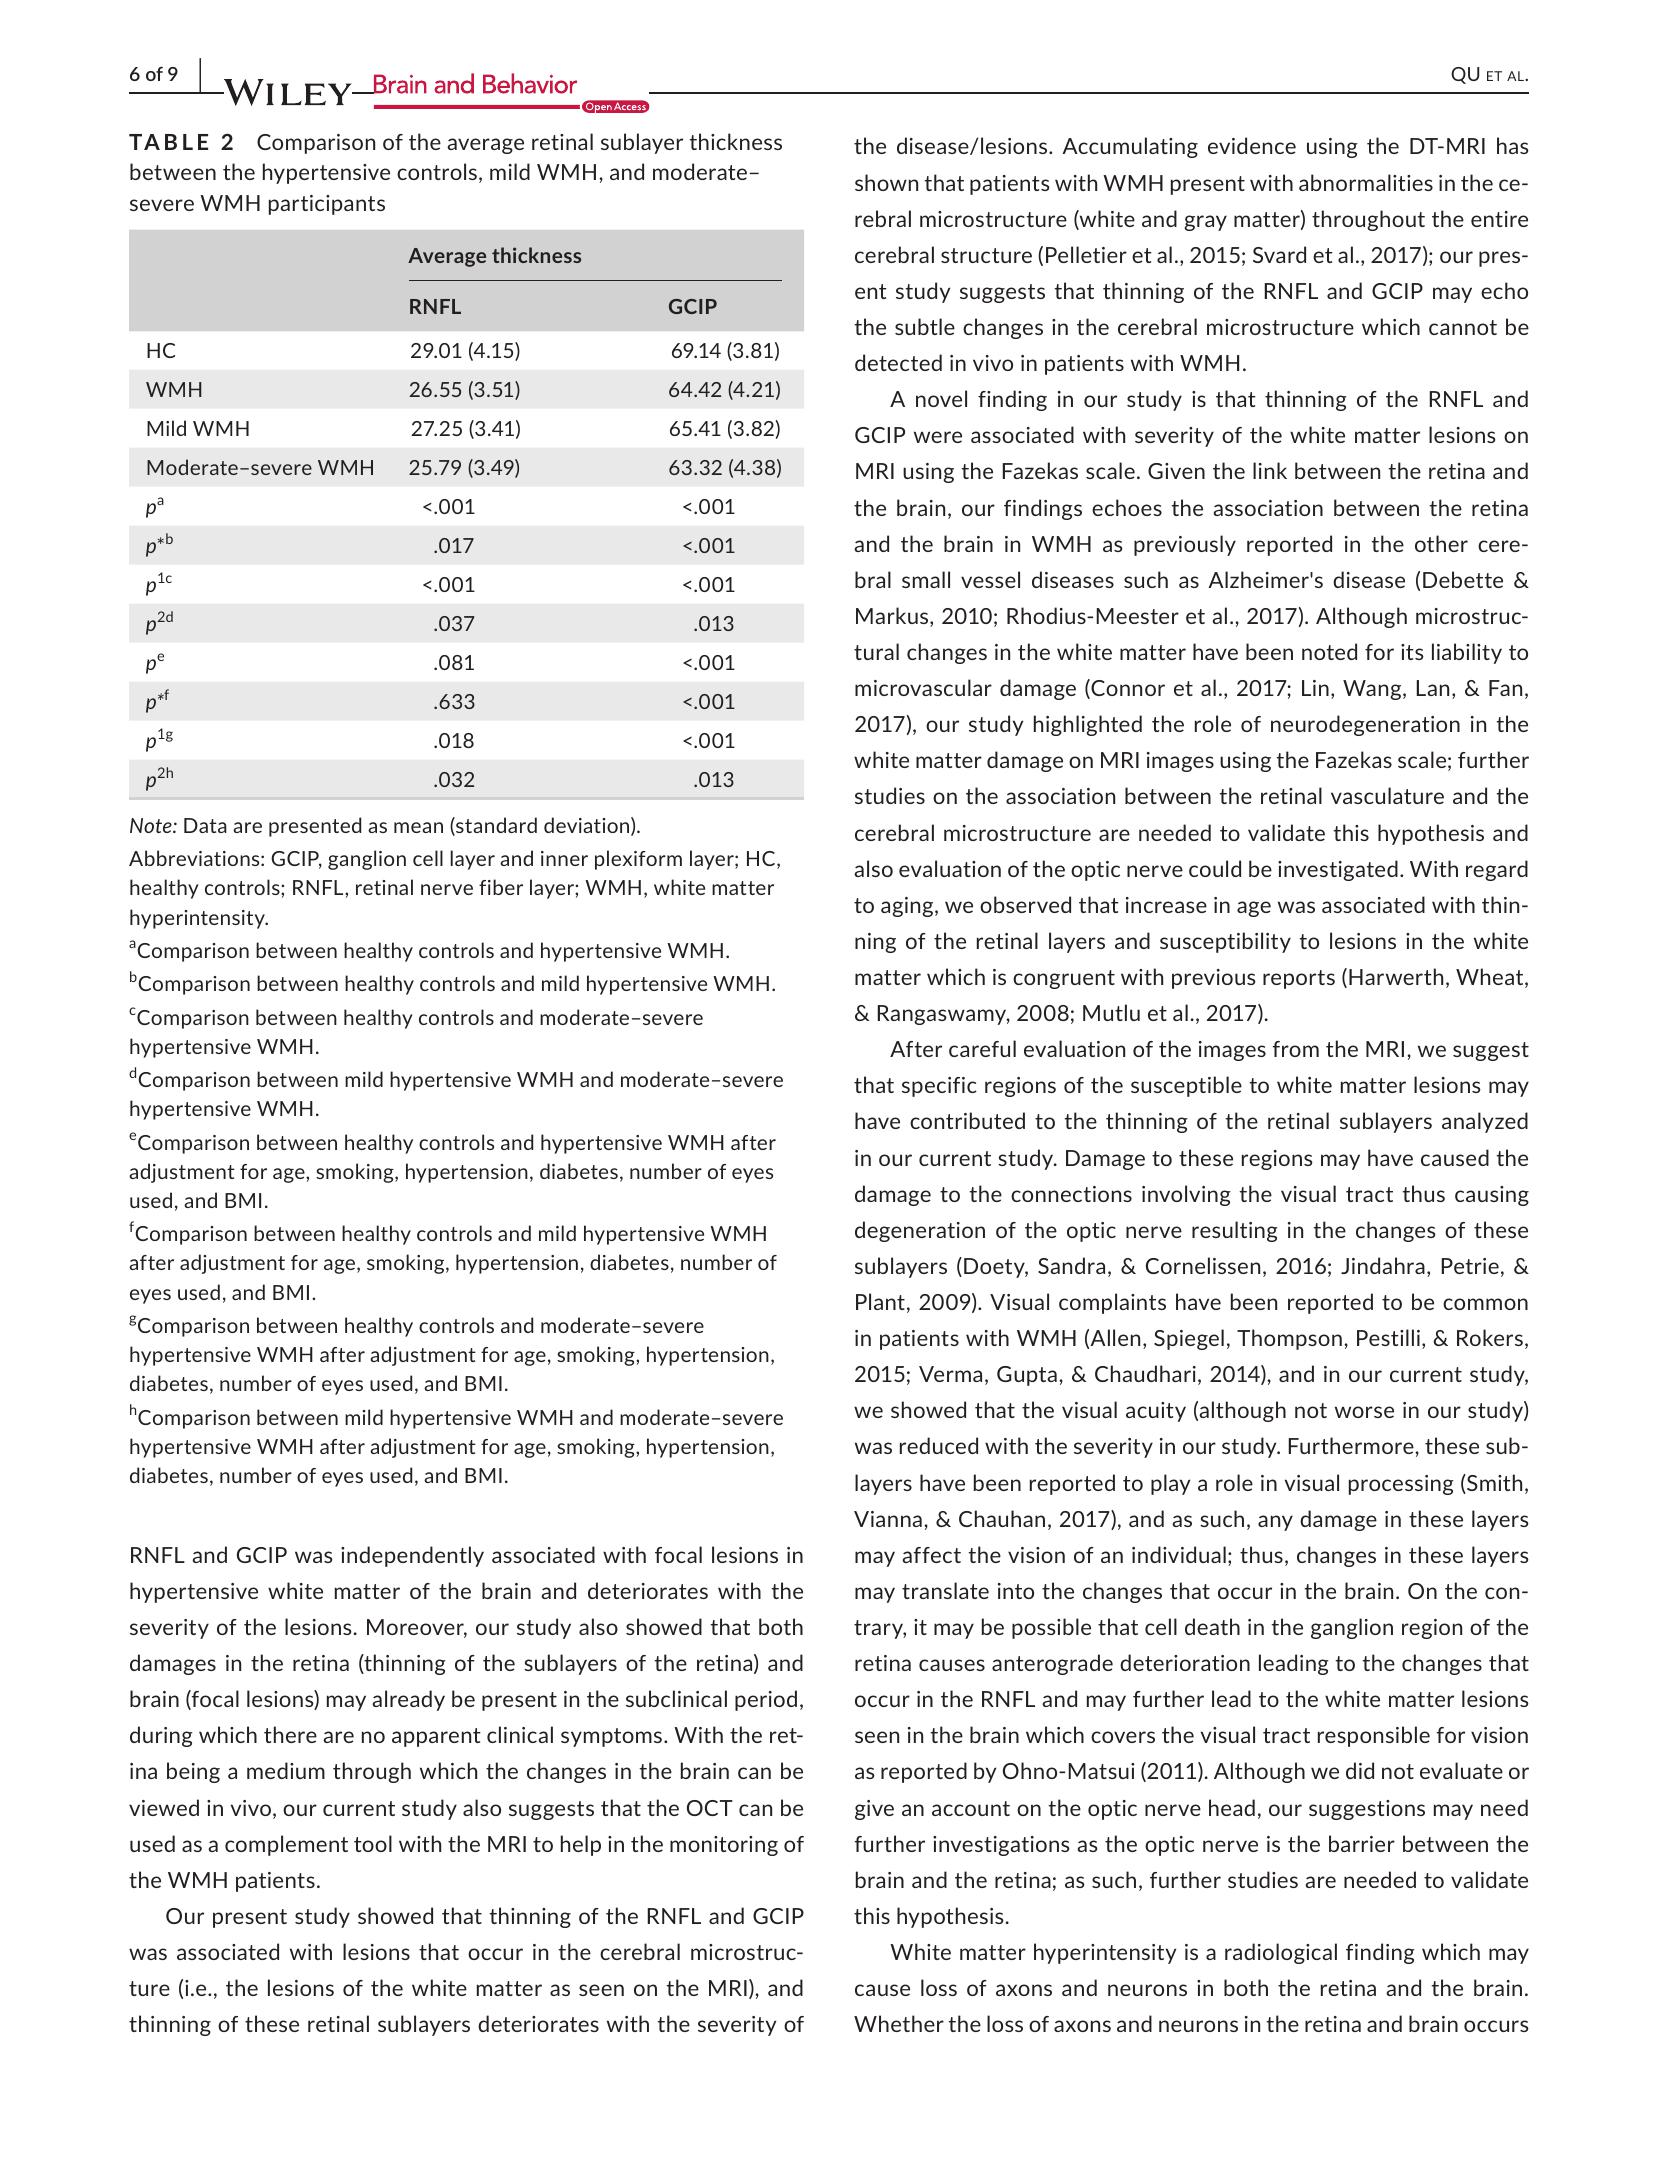 6 of 9
WILEY
Brain and Behavior
Open Access
QU ET AL.
TABLE 2 Comparison of the average retinal sublayer thickness
between the hypertensive controls, mild WMH, and moderate–
severe WMH participants
Average thickness
RNFL GCIP
HC 29.01 (4.15) 69.14 (3.81)
WMH 26.55 (3.51) 64.42 (4.21)
Mild WMH 27.25 (3.41) 65.41 (3.82)
Moderate–severe WMH 25.79 (3.49) 63.32 (4.38)
pa <.001 <.001
p*b .017 <.001
p1c <.001 <.001
p2d .037 .013
pe .081 <.001
p*f .633 <.001
p1g .018 <.001
p2h .032 .013
Note: Data are presented as mean (standard deviation).
Abbreviations: GCIP, ganglion cell layer and inner plexiform layer; HC,
healthy controls; RNFL, retinal nerve fiber layer; WMH, white matter
hyperintensity.
aComparison between healthy controls and hypertensive WMH.
bComparison between healthy controls and mild hypertensive WMH.
cComparison between healthy controls and moderate–severe
hypertensive WMH.
dComparison between mild hypertensive WMH and moderate–severe
hypertensive WMH.
eComparison between healthy controls and hypertensive WMH after
adjustment for age, smoking, hypertension, diabetes, number of eyes
used, and BMI.
fComparison between healthy controls and mild hypertensive WMH
after adjustment for age, smoking, hypertension, diabetes, number of
eyes used, and BMI.
gComparison between healthy controls and moderate–severe
hypertensive WMH after adjustment for age, smoking, hypertension,
diabetes, number of eyes used, and BMI.
hComparison between mild hypertensive WMH and moderate–severe
hypertensive WMH after adjustment for age, smoking, hypertension,
diabetes, number of eyes used, and BMI.
RNFL and GCIP was independently associated with focal lesions in
hypertensive white matter of the brain and deteriorates with the
severity of the lesions. Moreover, our study also showed that both
damages in the retina (thinning of the sublayers of the retina) and
brain (focal lesions) may already be present in the subclinical period,
during which there are no apparent clinical symptoms. With the ret-
ina being a medium through which the changes in the brain can be
viewed in vivo, our current study also suggests that the OCT can be
used as a complement tool with the MRI to help in the monitoring of
the WMH patients.
Our present study showed that thinning of the RNFL and GCIP
was associated with lesions that occur in the cerebral microstruc-
ture (i.e., the lesions of the white matter as seen on the MRI), and
thinning of these retinal sublayers deteriorates with the severity of
the disease/lesions. Accumulating evidence using the DT-MRI has
shown that patients with WMH present with abnormalities in the ce-
rebral microstructure (white and gray matter) throughout the entire
cerebral structure (Pelletier et al., 2015; Svard et al., 2017); our pres-
ent study suggests that thinning of the RNFL and GCIP may echo
the subtle changes in the cerebral microstructure which cannot be
detected in vivo in patients with WMH.
A novel finding in our study is that thinning of the RNFL and
GCIP were associated with severity of the white matter lesions on
MRI using the Fazekas scale. Given the link between the retina and
the brain, our findings echoes the association between the retina
and the brain in WMH as previously reported in the other cere-
bral small vessel diseases such as Alzheimer's disease (Debette &
Markus, 2010; Rhodius-Meester et al., 2017). Although microstruc-
tural changes in the white matter have been noted for its liability to
microvascular damage (Connor et al., 2017; Lin, Wang, Lan, & Fan,
2017), our study highlighted the role of neurodegeneration in the
white matter damage on MRI images using the Fazekas scale; further
studies on the association between the retinal vasculature and the
cerebral microstructure are needed to validate this hypothesis and
also evaluation of the optic nerve could be investigated. With regard
to aging, we observed that increase in age was associated with thin-
ning of the retinal layers and susceptibility to lesions in the white
matter which is congruent with previous reports (Harwerth, Wheat,
& Rangaswamy, 2008; Mutlu et al., 2017).
After careful evaluation of the images from the MRI, we suggest
that specific regions of the susceptible to white matter lesions may
have contributed to the thinning of the retinal sublayers analyzed
in our current study. Damage to these regions may have caused the
damage to the connections involving the visual tract thus causing
degeneration of the optic nerve resulting in the changes of these
sublayers (Doety, Sandra, & Cornelissen, 2016; Jindahra, Petrie, &
Plant, 2009). Visual complaints have been reported to be common
in patients with WMH (Allen, Spiegel, Thompson, Pestilli, & Rokers,
2015; Verma, Gupta, & Chaudhari, 2014), and in our current study,
we showed that the visual acuity (although not worse in our study)
was reduced with the severity in our study. Furthermore, these sub-
layers have been reported to play a role in visual processing (Smith,
Vianna, & Chauhan, 2017), and as such, any damage in these layers
may affect the vision of an individual; thus, changes in these layers
may translate into the changes that occur in the brain. On the con-
trary, it may be possible that cell death in the ganglion region of the
retina causes anterograde deterioration leading to the changes that
occur in the RNFL and may further lead to the white matter lesions
seen in the brain which covers the visual tract responsible for vision
as reported by Ohno-Matsui (2011). Although we did not evaluate or
give an account on the optic nerve head, our suggestions may need
further investigations as the optic nerve is the barrier between the
brain and the retina; as such, further studies are needed to validate
this hypothesis.
White matter hyperintensity is a radiological finding which may
cause loss of axons and neurons in both the retina and the brain.
Whether the loss of axons and neurons in the retina and brain occurs